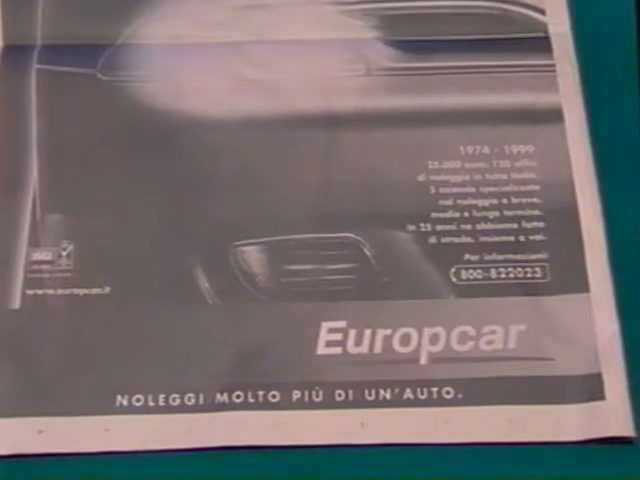 1974 - 1999
25.000 auto, 120 uffici
di noleggio in tutta Italia,
3 aziende specializzate
nel noleggio a breve,
medio e lungo termine.
In 25 anni ne abbiamo fatta
di strada, insieme a voi.
Per informazioni:
800-822023
www.europcar.it
Europcar
NOLEGGI MOLTO PIÙ DI UN'AUTO.